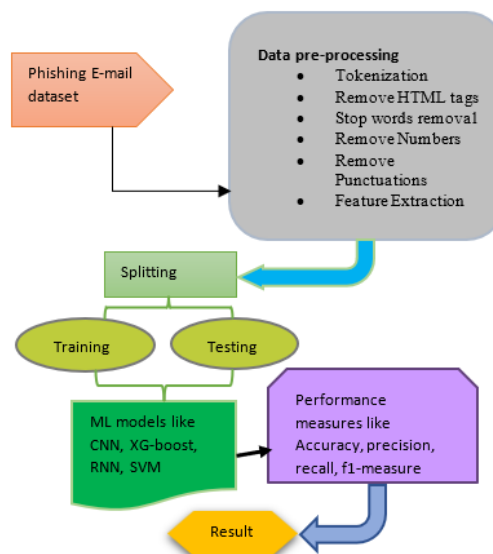 Phishing E-mail
dataset
Data pre-processing
• Tokenization
• Remove HTML tags
• Stop words removal
• Remove Numbers
• Remove
Punctuations
• Feature Extraction
Splitting
Training
Testing
ML models like
CNN, XG-boost,
RNN, SVM
Performance
measures like
Accuracy, precision,
recall, f1-measure
Result